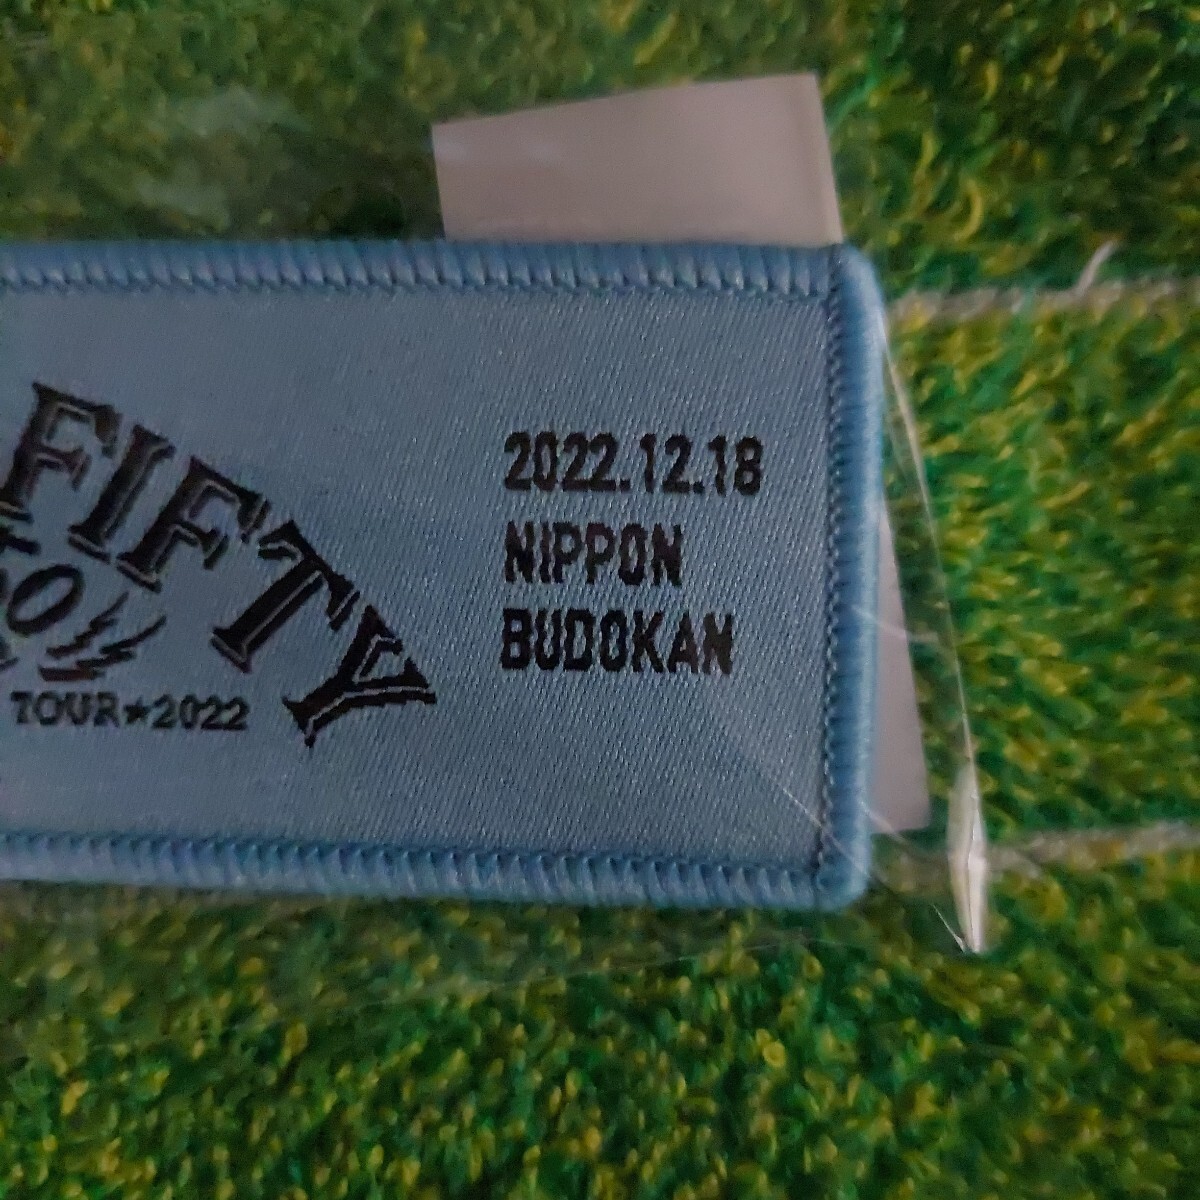 FIFTY
TOUR★2022
2022.12.18
NIPPON
BUDOKAN